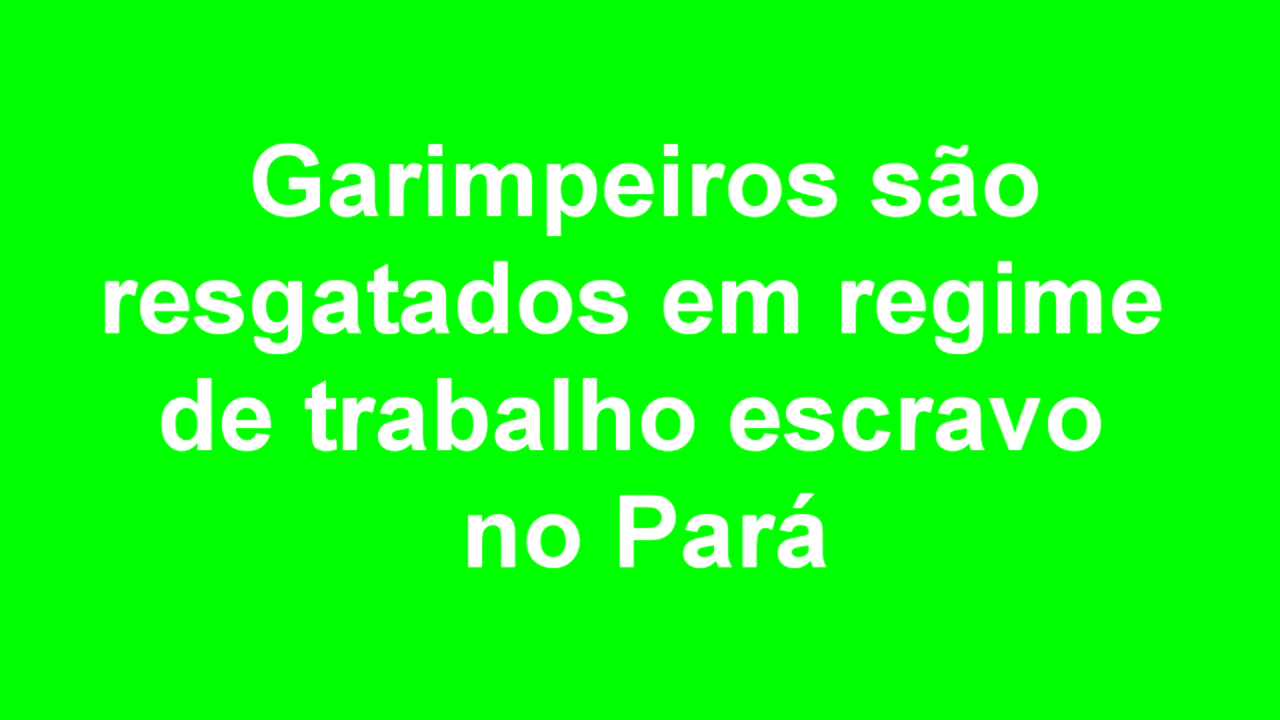 Garimpeiros são
resgatados em regime
de trabalho escravo
no Pará